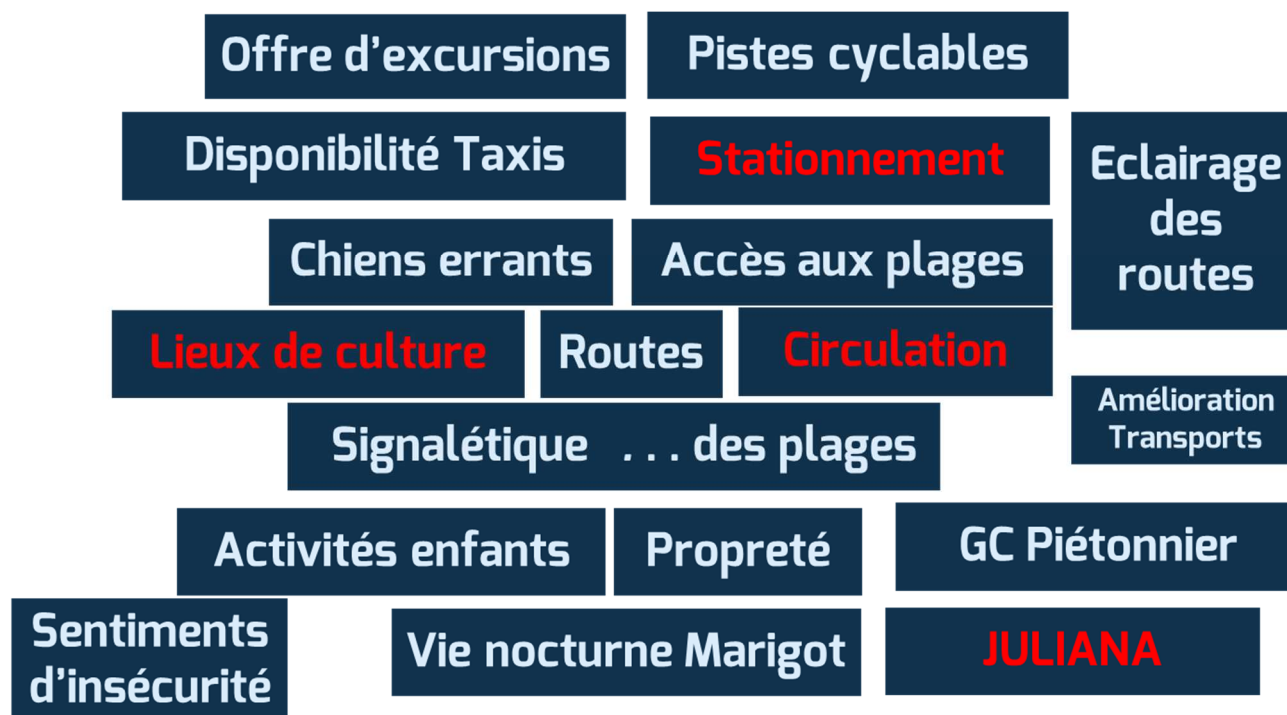 Offre d'excursions
Pistes cyclables
Disponibilité Taxis
Stationnement
Eclairage
des
routes
Chiens errants
Accès aux plages
Lieux de culture
Routes
Circulation
Amélioration
Transports
Signalétique ... des plages
Activités enfants
Propreté
GC Piétonnier
Sentiments
d'insécurité
Vie nocturne Marigot
JULIANA